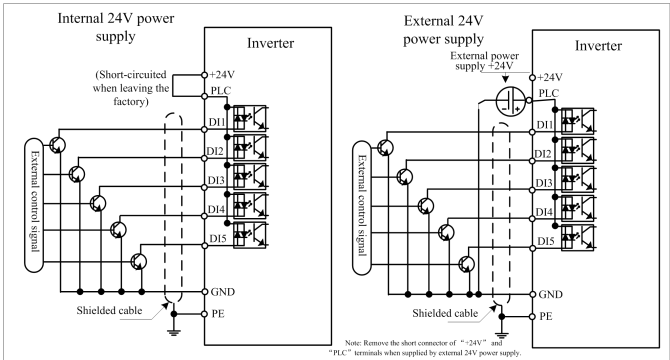 Internal 24V power
supply
Inverter
(Short-circuited
when leaving the
factory)
+24V
PLC
DI1
DI2
DI3
DI4
DI5
External control signal
GND
Shielded cable
PE
External 24V
power supply
Inverter
External power
supply +24V
+24V
PLC
DI1
DI2
DI3
DI4
DI5
External control signal
GND
Shielded cable
PE
Note: Remove the short connector of “+24V” and
“PLC” terminals when supplied by external 24V power supply.